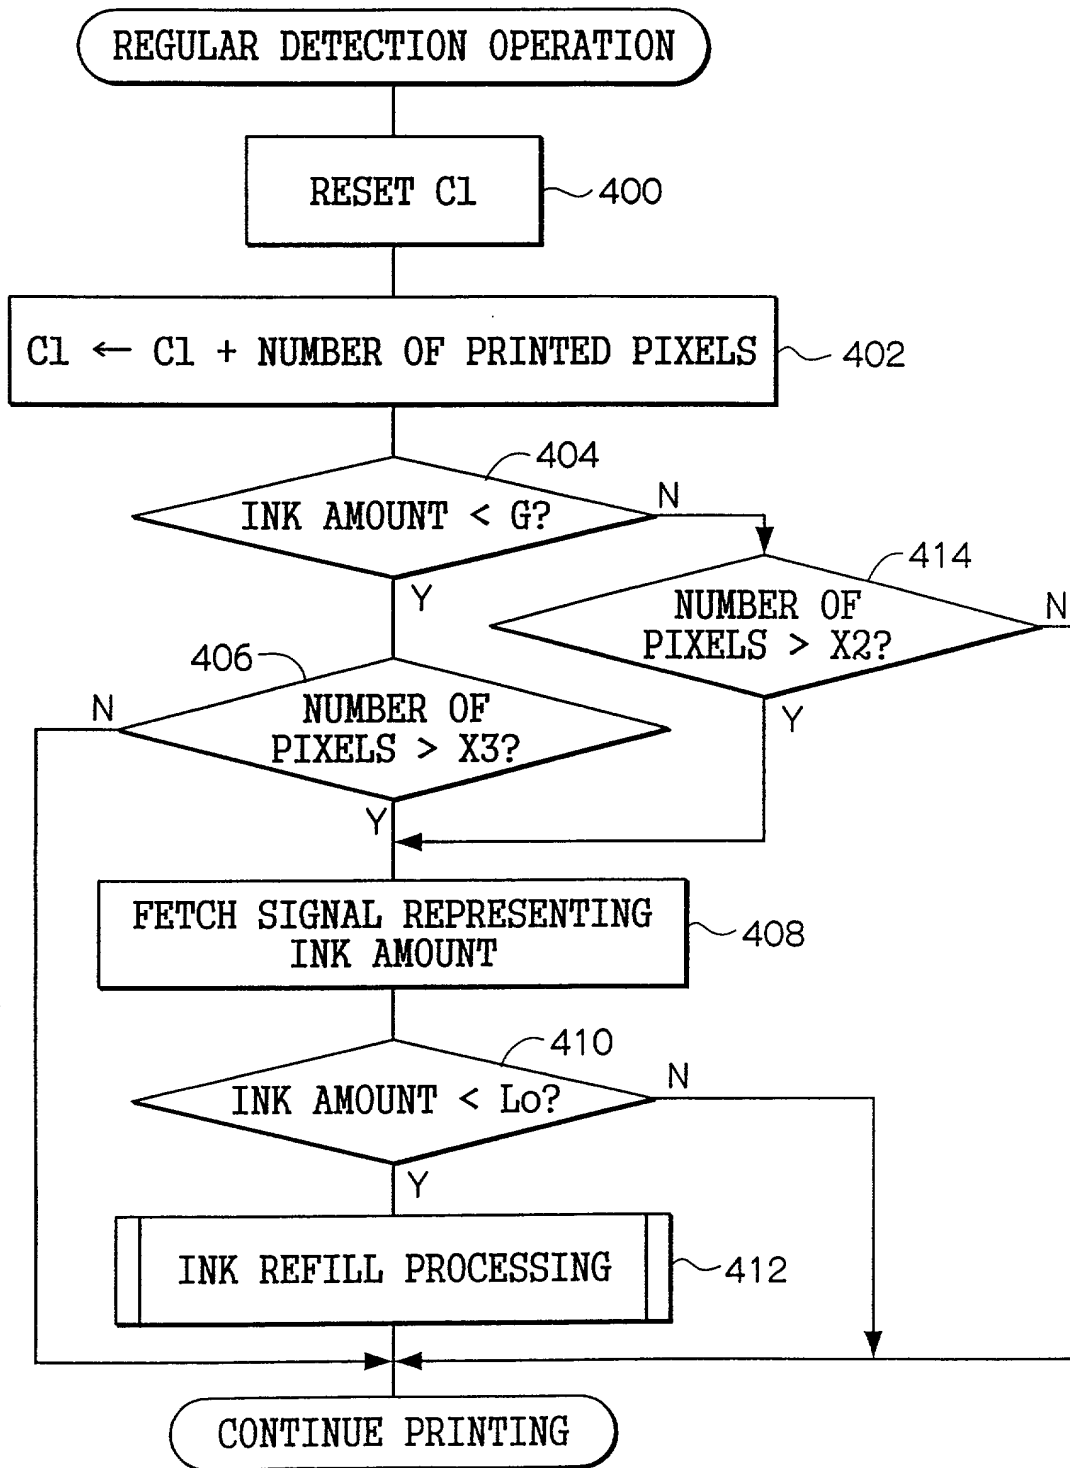 REGULAR DETECTION OPERATION
RESET C1
400
C1 ← C1 + NUMBER OF PRINTED PIXELS
402
404
INK AMOUNT < G?
N
Y
414
NUMBER OF
PIXELS > X2?
N
Y
406
N
NUMBER OF
PIXELS > X3?
Y
FETCH SIGNAL REPRESENTING
INK AMOUNT
408
410
INK AMOUNT < Lo?
N
Y
INK REFILL PROCESSING
412
CONTINUE PRINTING